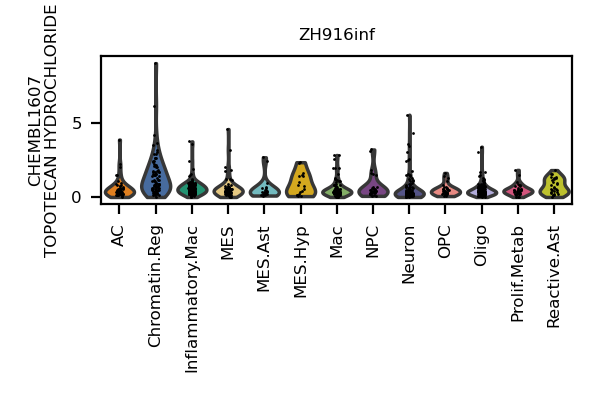 ZH916inf
CHEMBL1607
TOPOTECAN HYDROCHLORIDE
5
0
AC
Chromatin.Reg
Inflammatory.Mac
MES
MES.Ast
MES.Hyp
Mac
NPC
Neuron
OPC
Oligo
Prolif.Metab
Reactive.Ast